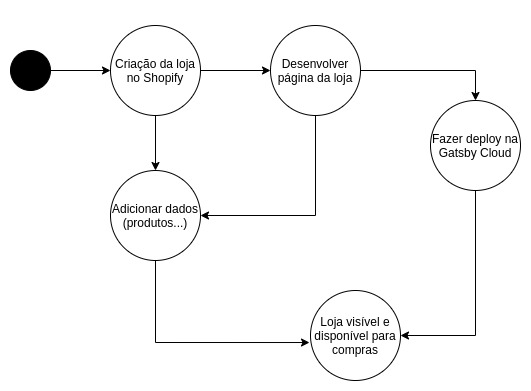 Criação da loja
no Shopify
Desenvolver
página da loja
Fazer deploy na
Gatsby Cloud
Adicionar dados
(produtos...)
Loja visível e
disponível para
compras